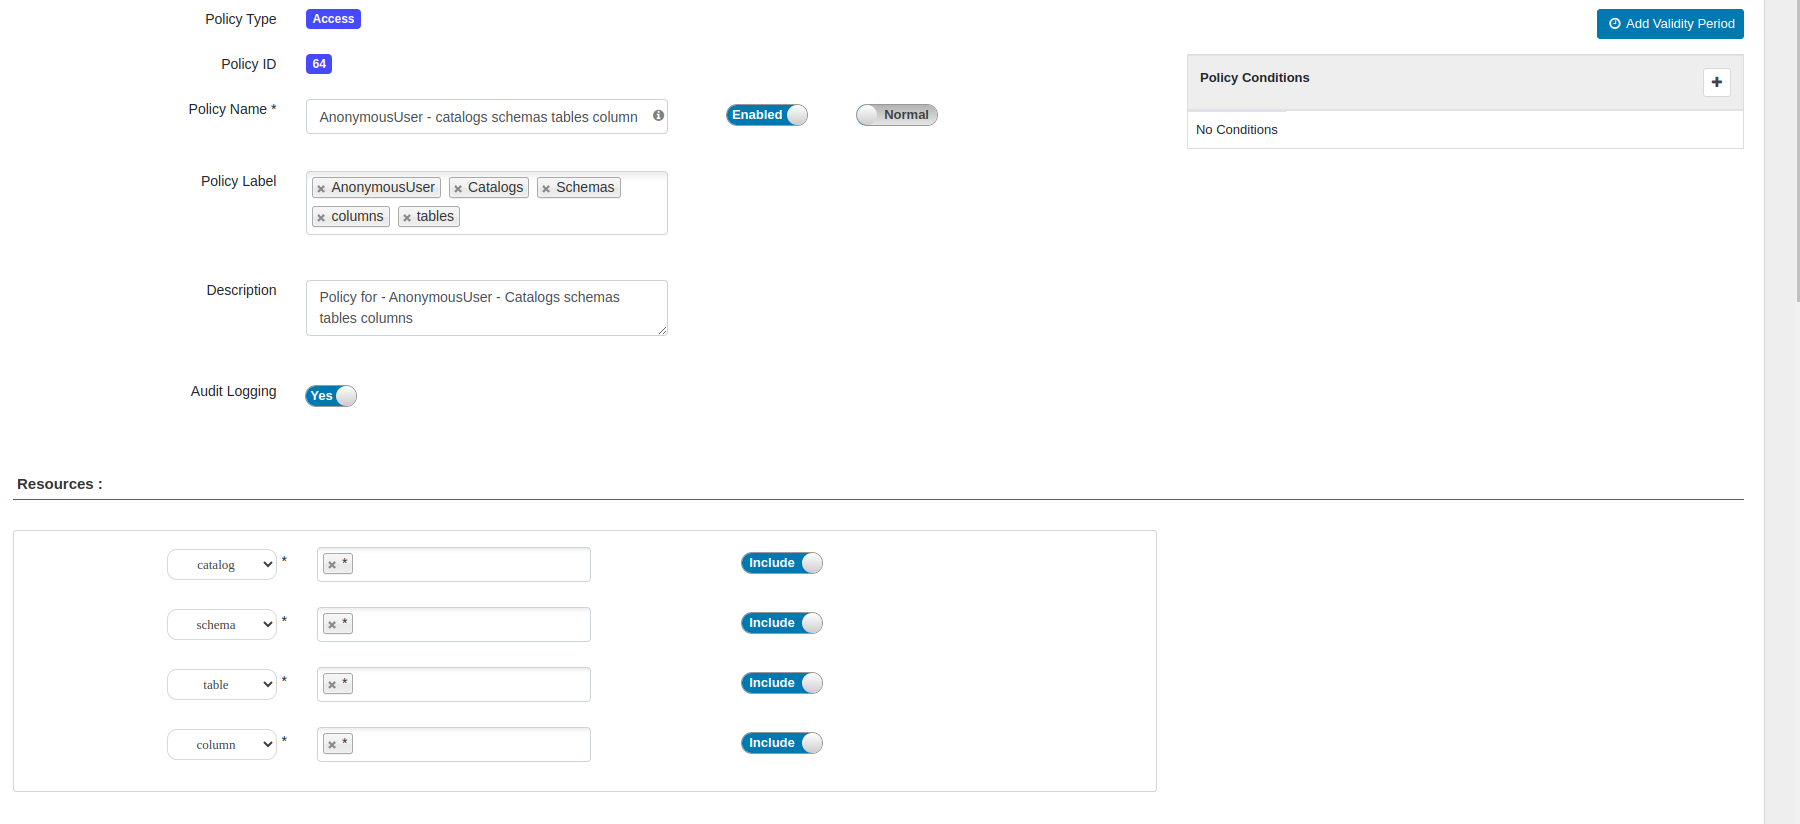 Policy Type Access
Add Validity Period
Policy ID 64
Policy Conditions
Policy Name * AnonymousUser - catalogs schemas tables column Enabled Normal
No Conditions
Policy Label × AnonymousUser × Catalogs × Schemas
× columns × tables
Description Policy for - AnonymousUser - Catalogs schemas
tables columns
Audit Logging Yes
Resources :
catalog * × * Include
schema * × * Include
table * × * Include
column * × * Include